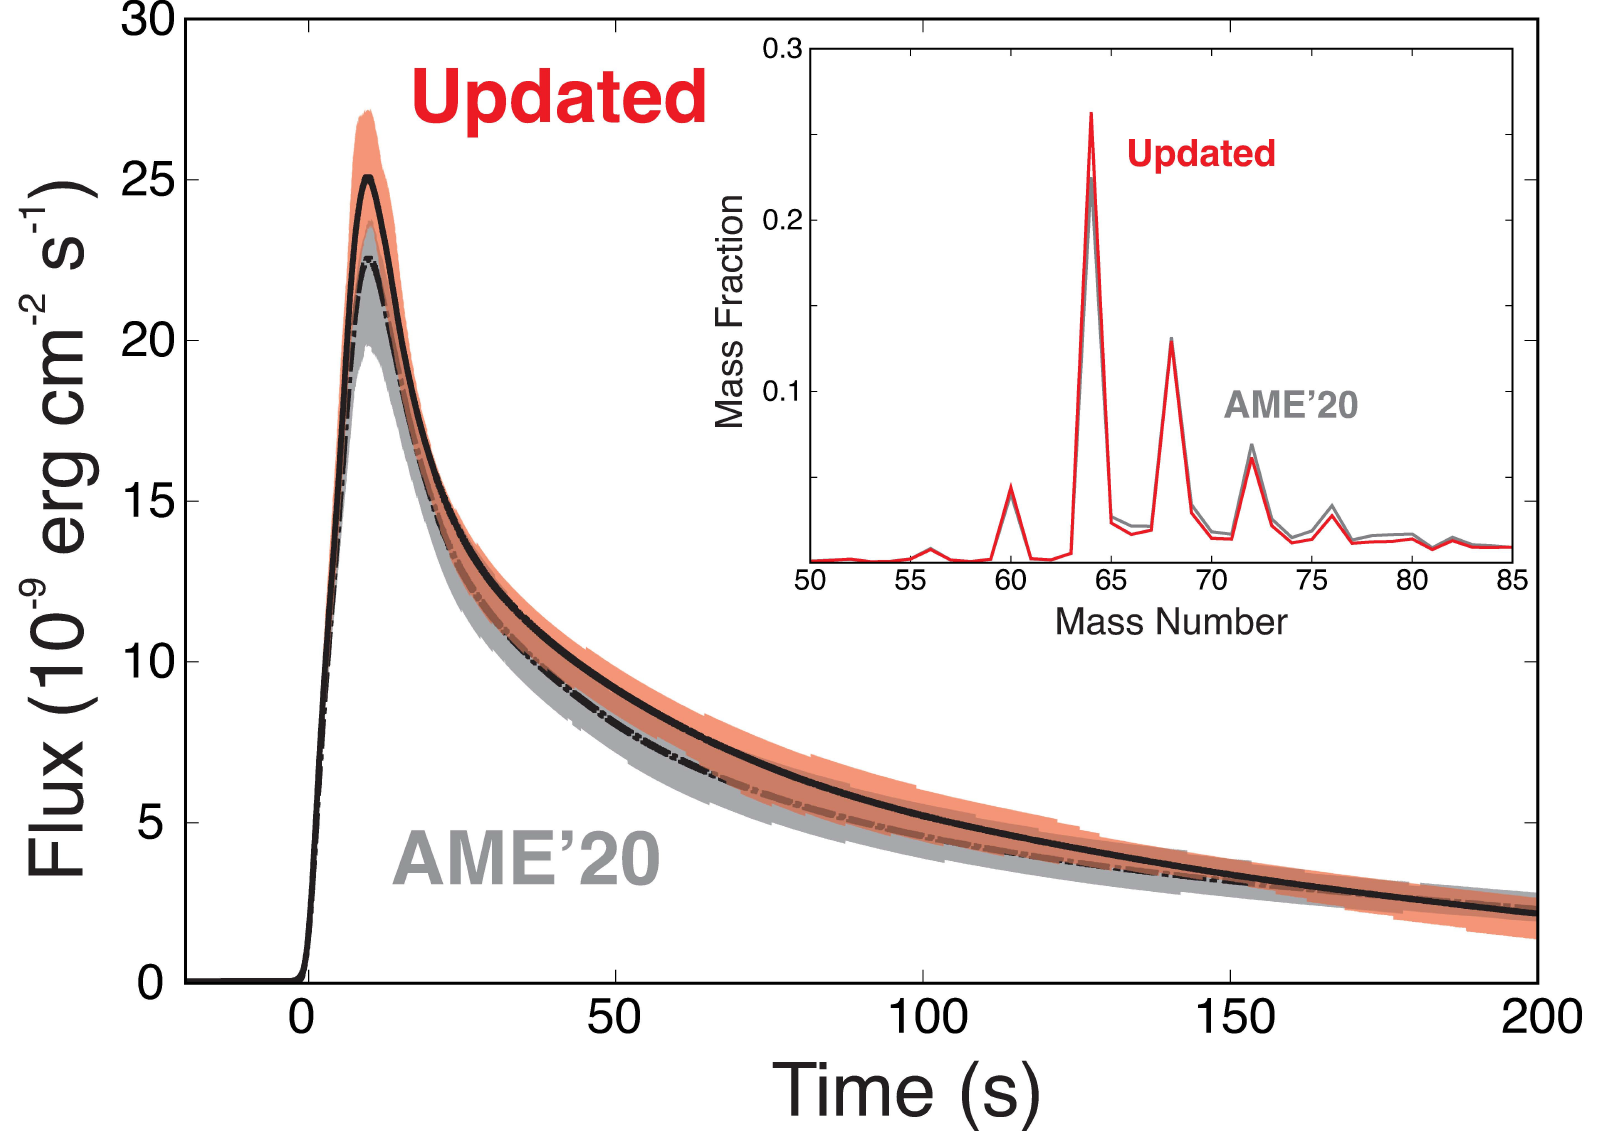 30
25
20
15
10
5
0
0 50 100 150 200
Time (s)
Flux (10⁻⁹ erg cm⁻² s⁻¹)
Updated
AME’20
0.3
0.2
0.1
50 55 60 65 70 75 80 85
Mass Number
Mass Fraction
Updated
AME’20